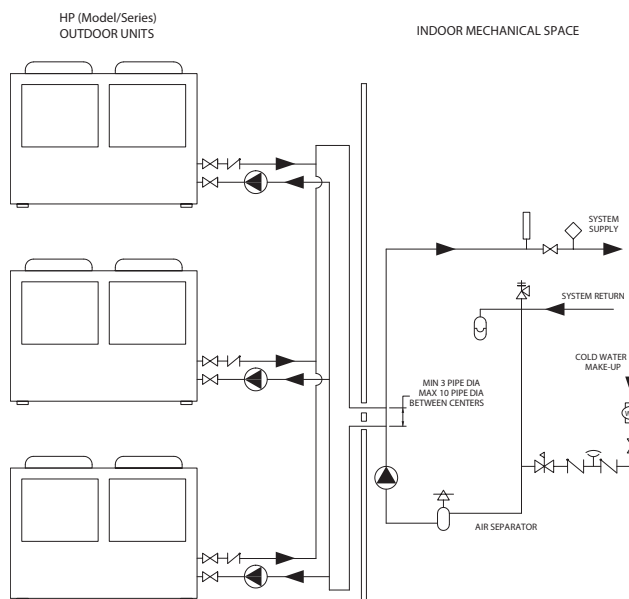 HP (Model/Series)
OUTDOOR UNITS
INDOOR MECHANICAL SPACE
SYSTEM
SUPPLY
SYSTEM RETURN
COLD WATER
MAKE-UP
MIN 3 PIPE DIA
MAX 10 PIPE DIA
BETWEEN CENTERS
AIR SEPARATOR